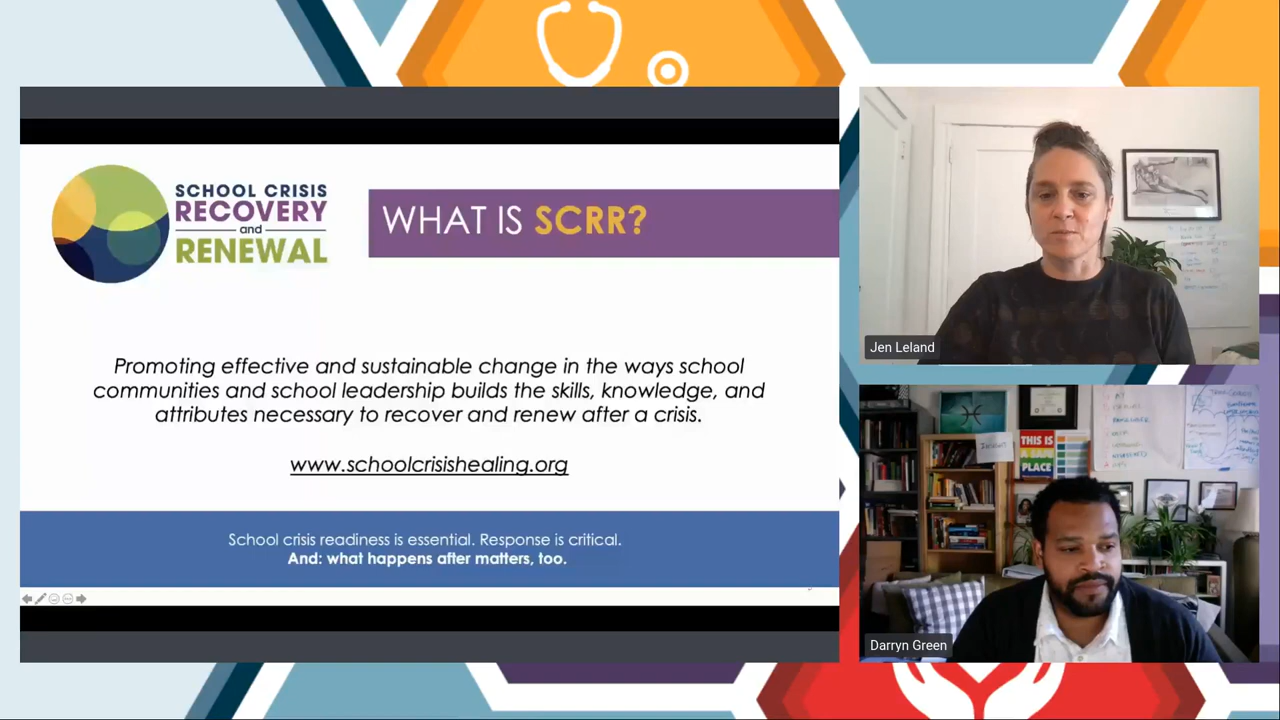 SCHOOL CRISIS
RECOVERY
and
RENEWAL
WHAT IS SCRR?
Promoting effective and sustainable change in the ways school
communities and school leadership builds the skills, knowledge, and
attributes necessary to recover and renew after a crisis.
www.schoolcrisishealing.org
School crisis readiness is essential. Response is critical.
And: what happens after matters, too.
Jen Leland
THIS IS
PLACE
Darryn Green